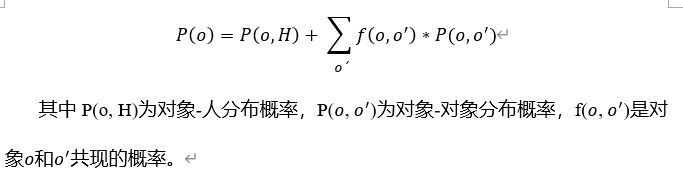 P(o) = P(o, H) + ∑ f(o, o′) * P(o, o′)↵
o′
其中 P(o, H)为对象-人分布概率，P(o, o′)为对象-对象分布概率，f(o, o′)是对
象o和o′共现的概率。↵